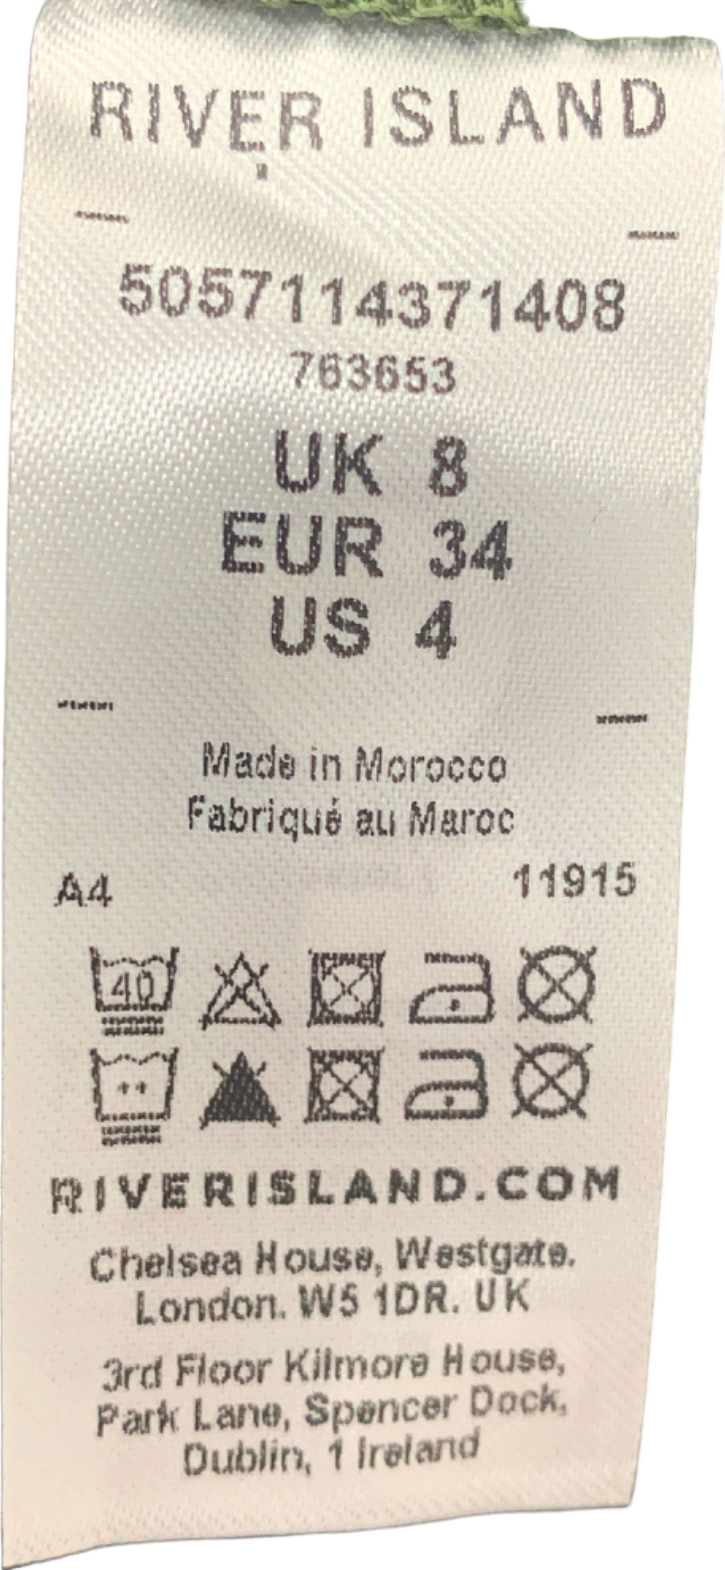 RIVER ISLAND
5057114371408
763653
UK 8
EUR 34
US 4
Made in Morocco
Fabriqué au Maroc
A4 11915
40
RIVERISLAND.COM
Chelsea House, Westgate.
London. W5 1DR. UK
3rd Floor Kilmore House,
Park Lane, Spencer Dock,
Dublin, 1 Ireland